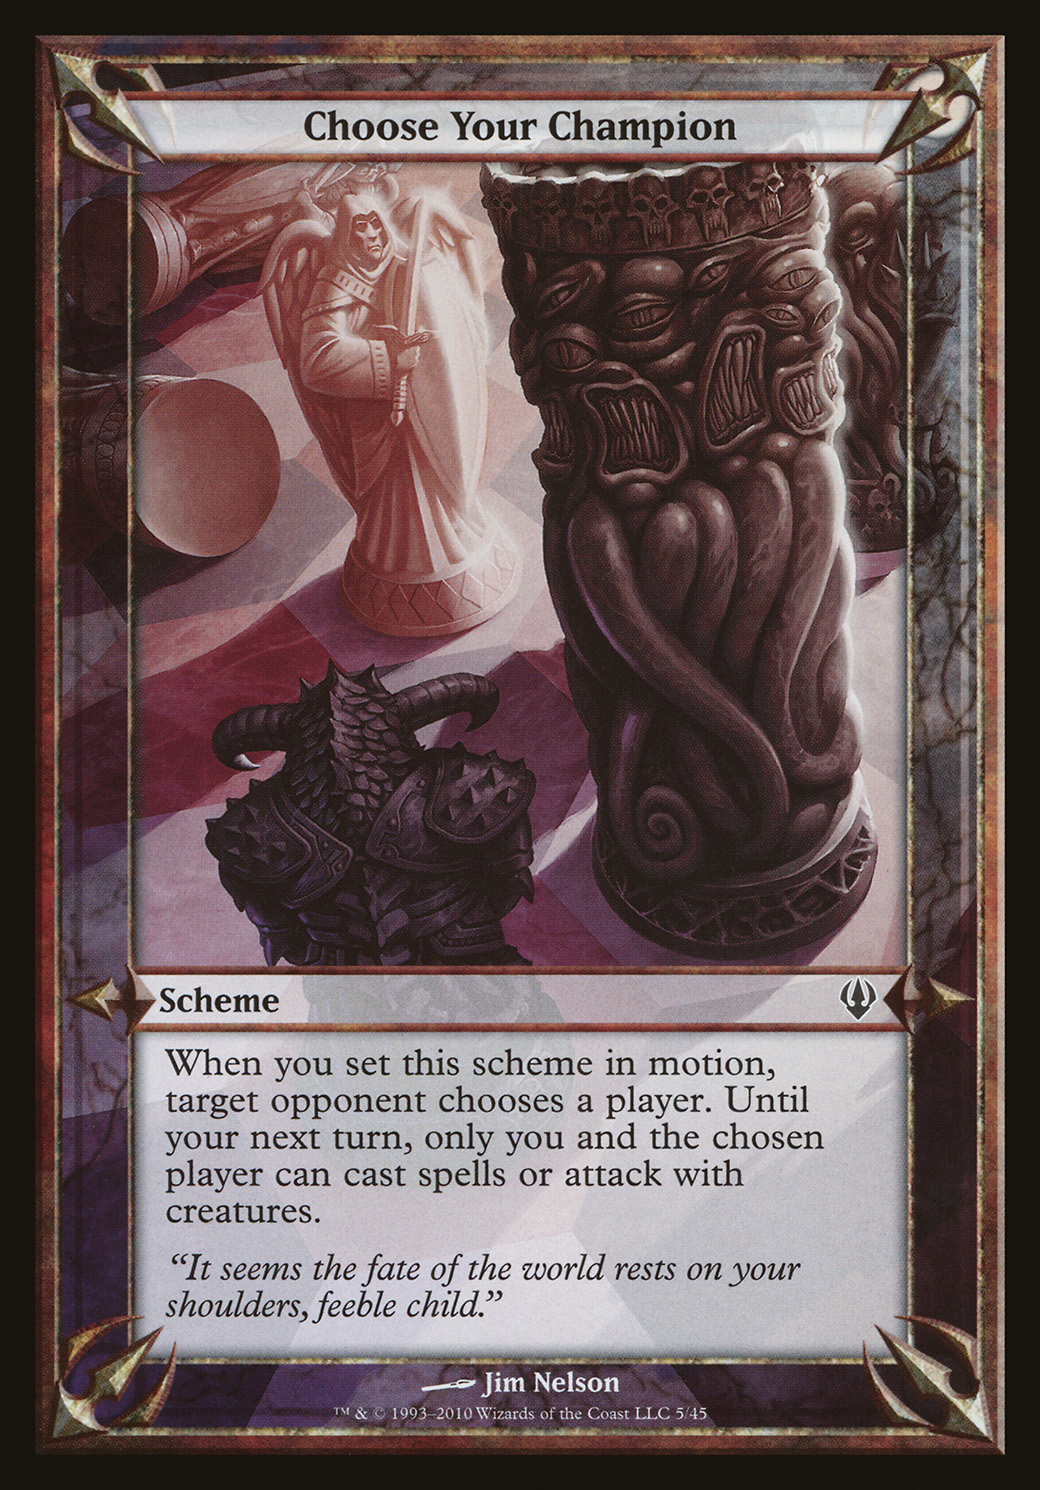 Choose Your Champion
Scheme
When you set this scheme in motion,
target opponent chooses a player. Until
your next turn, only you and the chosen
player can cast spells or attack with
creatures.
“It seems the fate of the world rests on your
shoulders, feeble child.”
Jim Nelson
™ & © 1993–2010 Wizards of the Coast LLC 5/45